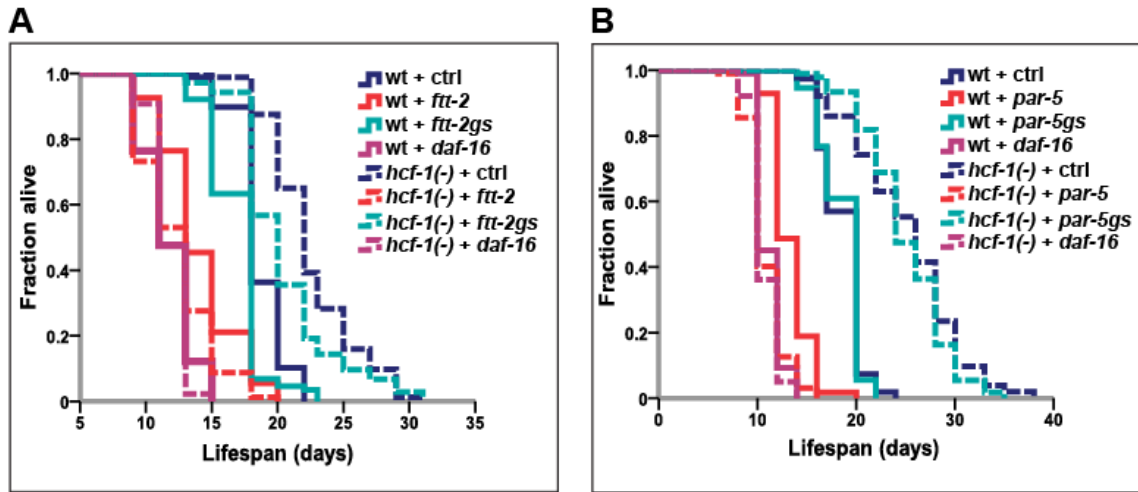 A
B
wt + ctrl
wt + ftt-2
wt + ftt-2gs
wt + daf-16
hcf-1(-) + ctrl
hcf-1(-) + ftt-2
hcf-1(-) + ftt-2gs
hcf-1(-) + daf-16
Fraction alive
1.0
0.8
0.6
0.4
0.2
0
5 10 15 20 25 30 35
Lifespan (days)
wt + ctrl
wt + par-5
wt + par-5gs
wt + daf-16
hcf-1(-) + ctrl
hcf-1(-) + par-5
hcf-1(-) + par-5gs
hcf-1(-) + daf-16
Fraction alive
1.0
0.8
0.6
0.4
0.2
0
0 10 20 30 40
Lifespan (days)